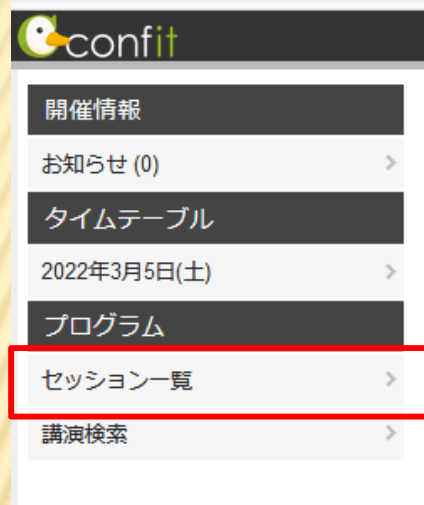 confit
開催情報
お知らせ (0)
タイムテーブル
2022年3月5日(土)
プログラム
セッション一覧
講演検索